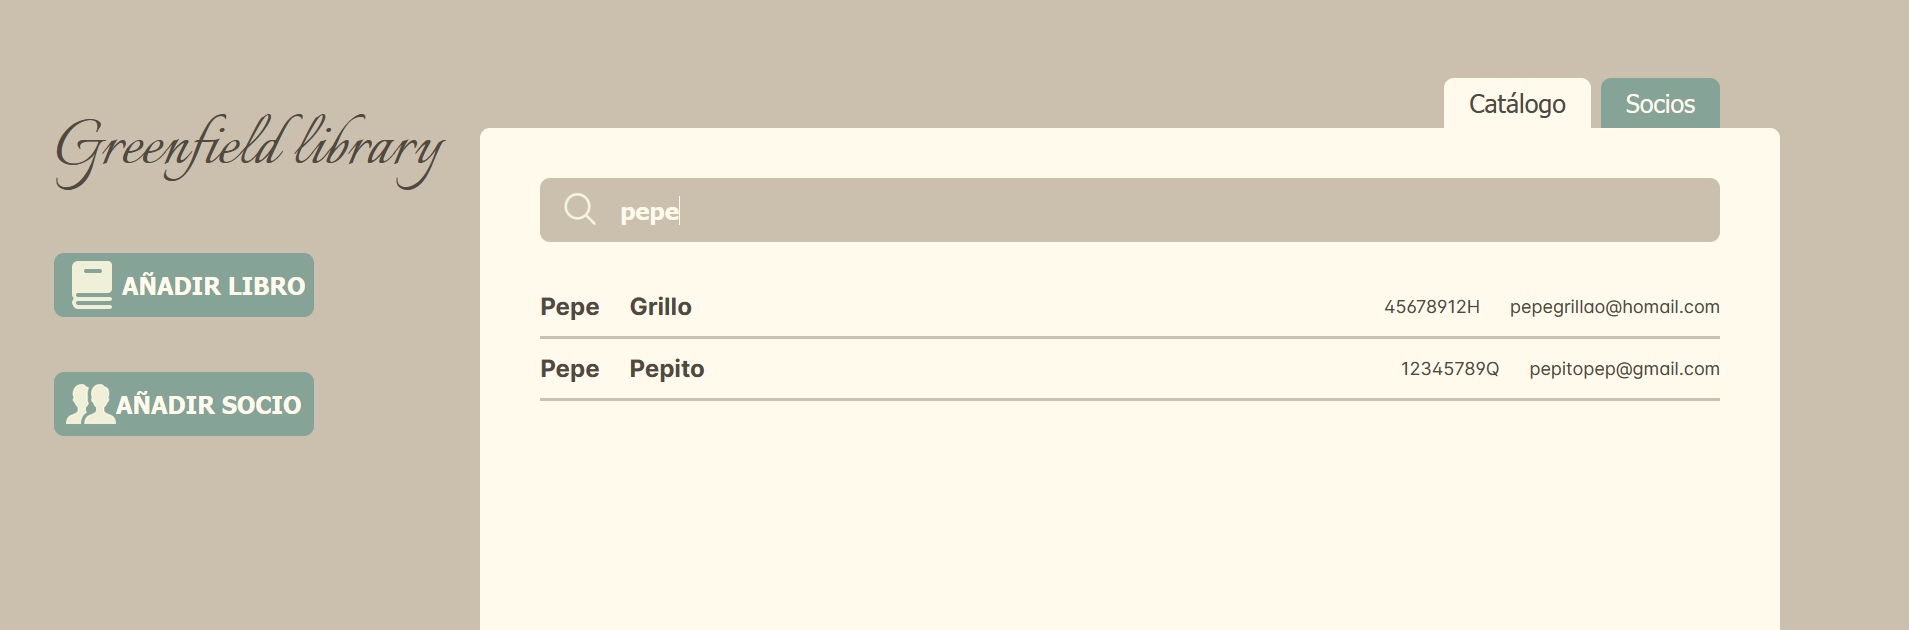 Catálogo Socios
Greenfield library
pepe
AÑADIR LIBRO
Pepe Grillo 45678912H pepegrillao@homail.com
Pepe Pepito 12345789Q pepitopep@gmail.com
AÑADIR SOCIO